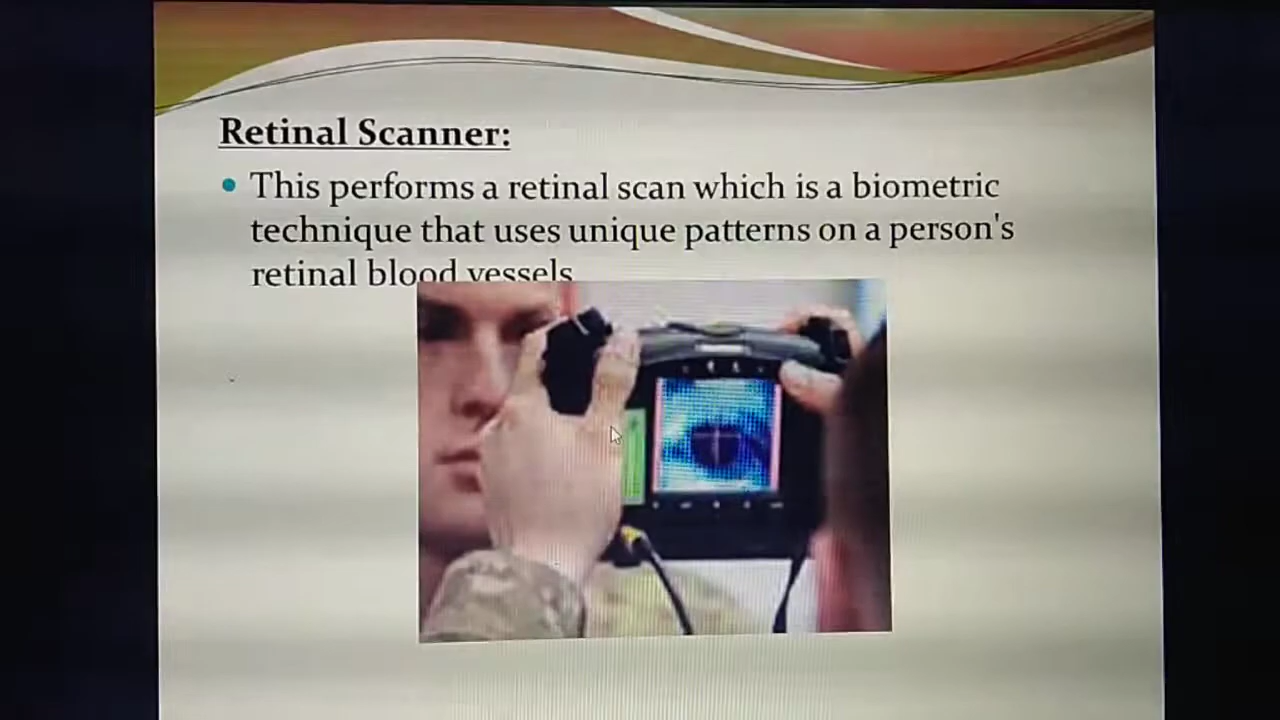 Retinal Scanner:
• This performs a retinal scan which is a biometric
technique that uses unique patterns on a person's
retinal blood vessels